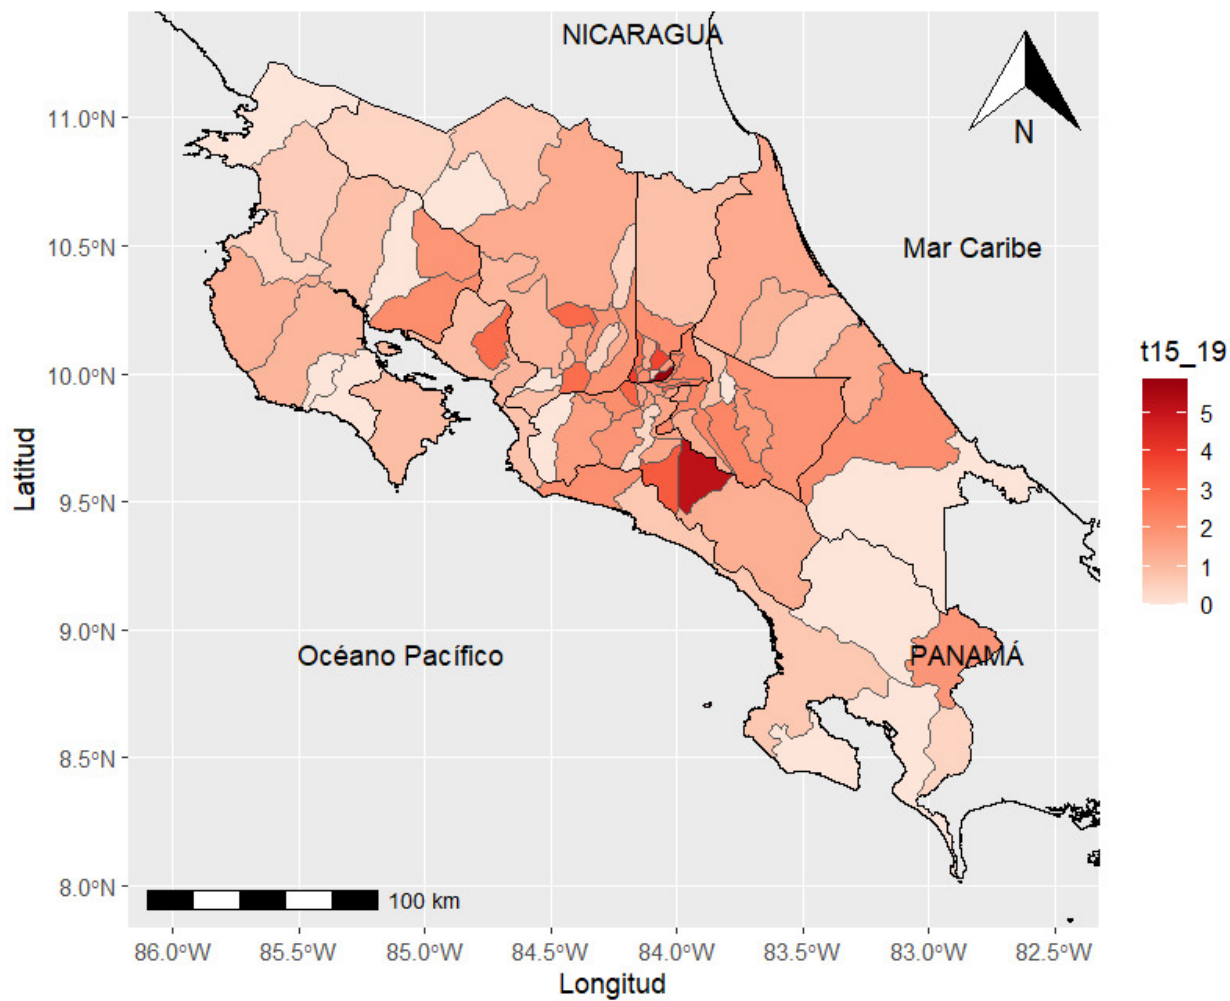 NICARAGUA
N
Mar Caribe
Océano Pacífico
PANAMÁ
100 km
11.0°N
10.5°N
10.0°N
9.5°N
9.0°N
8.5°N
8.0°N
Latitud
86.0°W 85.5°W 85.0°W 84.5°W 84.0°W 83.5°W 83.0°W 82.5°W
Longitud
t15_19
5
4
3
2
1
0